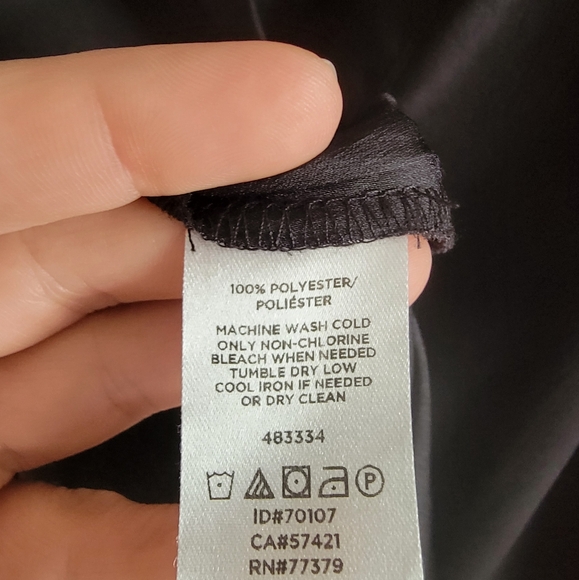 100% POLYESTER/
POLIÉSTER
MACHINE WASH COLD
ONLY NON-CHLORINE
BLEACH WHEN NEEDED
TUMBLE DRY LOW
COOL IRON IF NEEDED
OR DRY CLEAN
483334
P
ID#70107
CA#57421
RN#77379